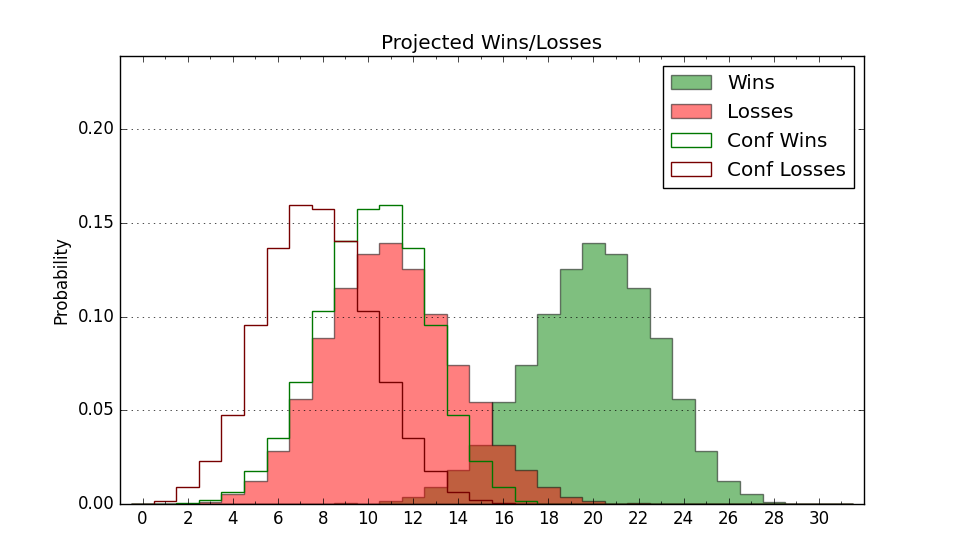 Projected Wins/Losses
Wins
Losses
Conf Wins
Conf Losses
Probability
0.20
0.15
0.10
0.05
0.00
0 2 4 6 8 10 12 14 16 18 20 22 24 26 28 30